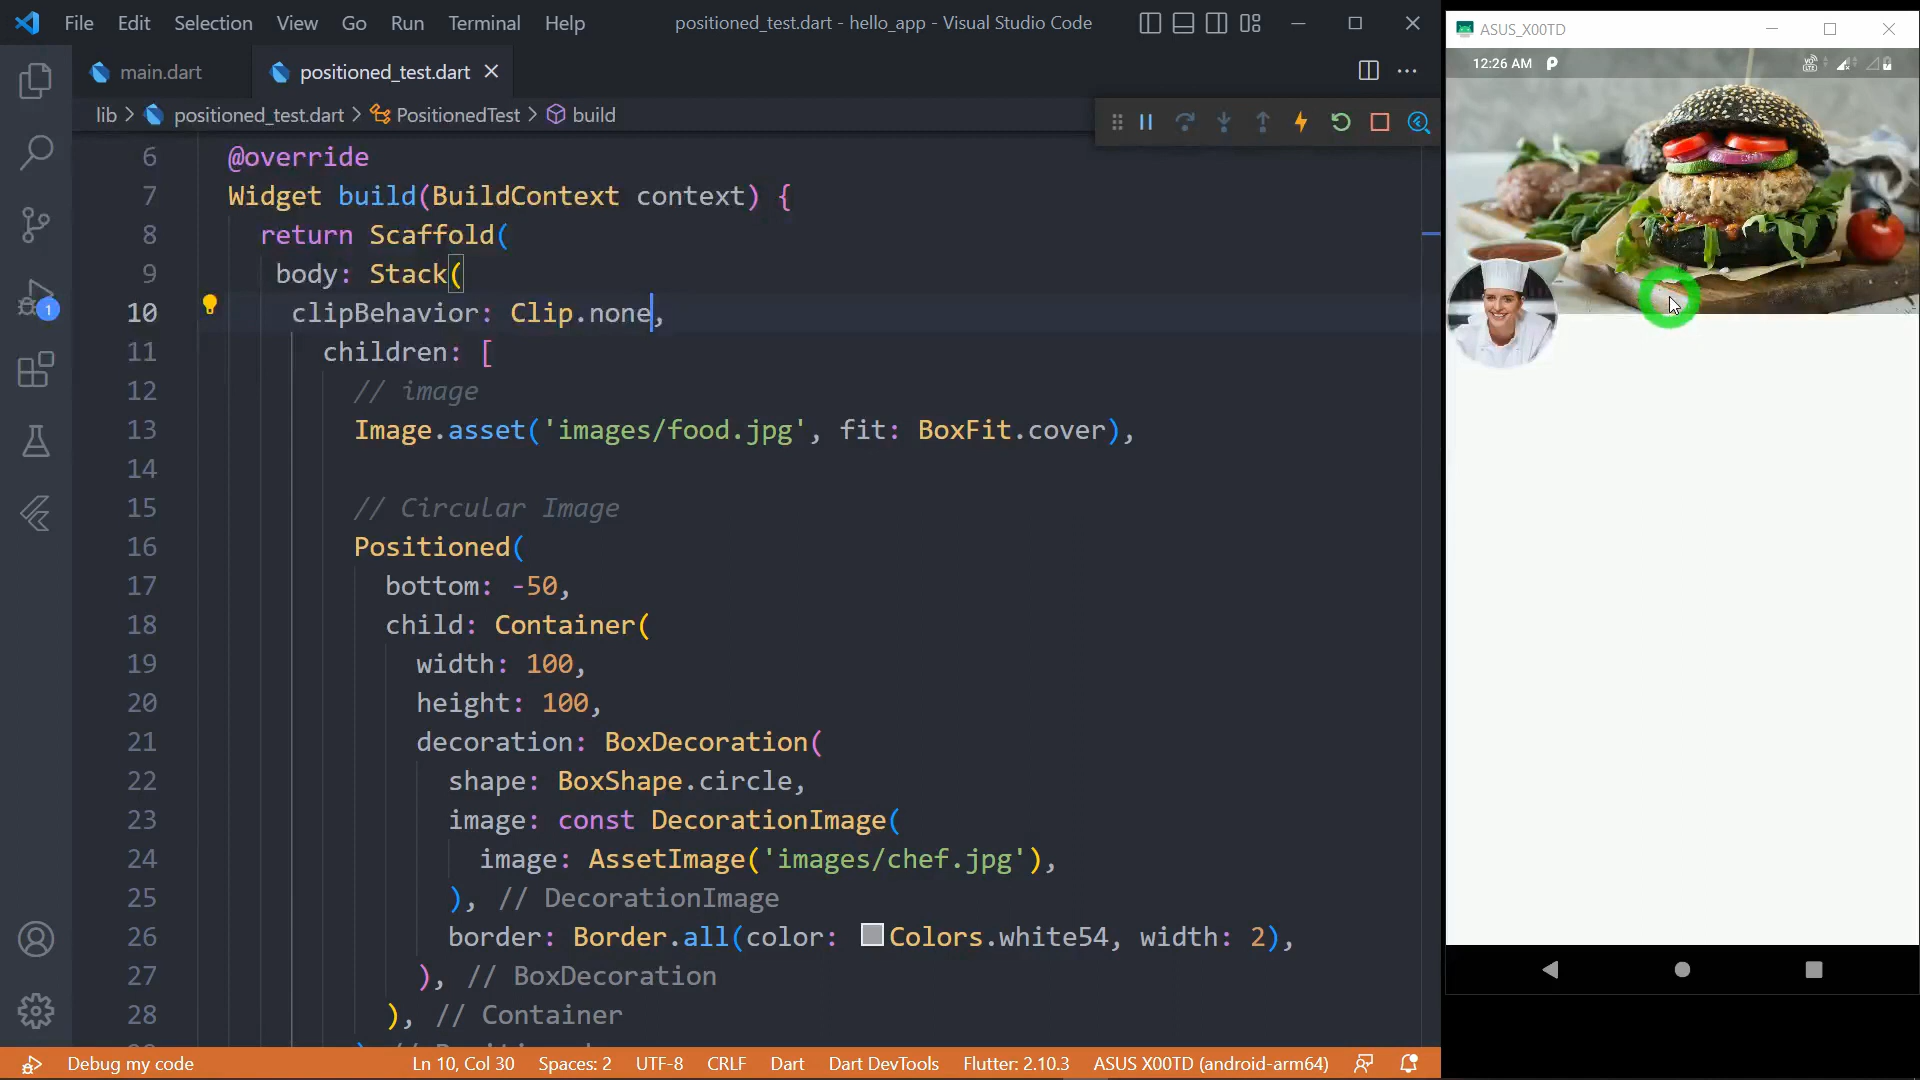 File Edit Selection View Go Run Terminal Help
positioned_test.dart - hello_app - Visual Studio Code
main.dart
positioned_test.dart
lib > positioned_test.dart > PositionedTest > build
6 @override
7 Widget build(BuildContext context) {
8 return Scaffold(
9 body: Stack(
10 clipBehavior: Clip.none,
11 children: [
12 // image
13 Image.asset('images/food.jpg', fit: BoxFit.cover),
14
15 // Circular Image
16 Positioned(
17 bottom: -50,
18 child: Container(
19 width: 100,
20 height: 100,
21 decoration: BoxDecoration(
22 shape: BoxShape.circle,
23 image: const DecorationImage(
24 image: AssetImage('images/chef.jpg'),
25 ), // DecorationImage
26 border: Border.all(color: Colors.white54, width: 2),
27 ), // BoxDecoration
28 ), // Container
1
Debug my code
Ln 10, Col 30 Spaces: 2 UTF-8 CRLF Dart Dart DevTools Flutter: 2.10.3 ASUS X00TD (android-arm64)
ASUS_X00TD
12:26 AM